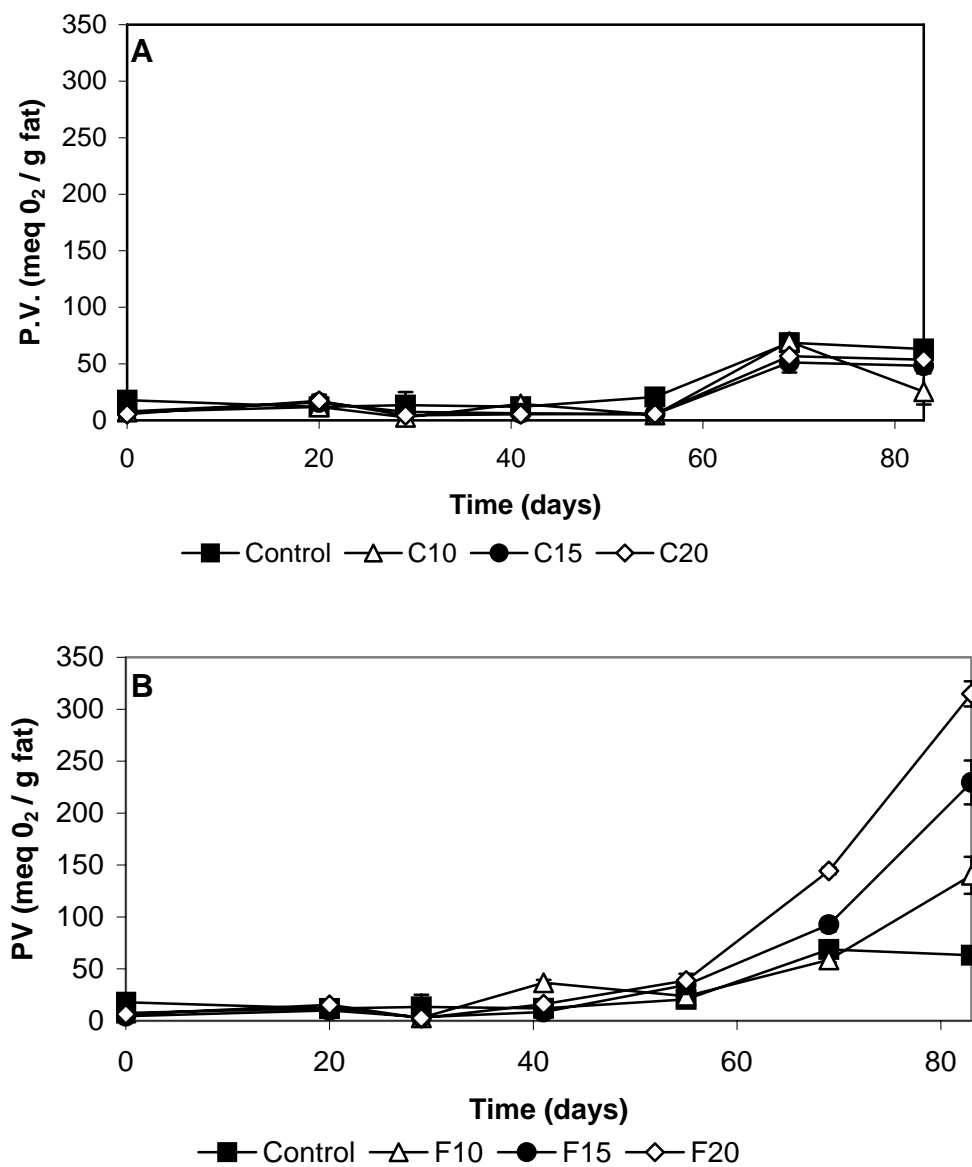 A
350
300
250
200
150
100
50
0
P.V. (meq 0₂ / g fat)
0 20 40 60 80
Time (days)
Control C10 C15 C20
B
350
300
250
200
150
100
50
0
PV (meq 0₂ / g fat)
0 20 40 60 80
Time (days)
Control F10 F15 F20